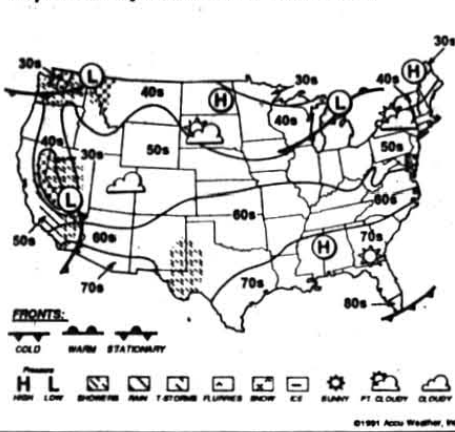 30s
L
40s
H
30s
40s
L
40s
H
30s
40s
30s
50s
50s
L
60s
60s
50s
60s
H
70s
70s
70s
80s
FRONTS:
COLD WARM STATIONARY
Pressure
H L
HIGH LOW SHOWERS RAIN T-STORMS FLURRIES SNOW ICE SUNNY PT. CLOUDY CLOUDY
©1991 Accu Weather, Inc